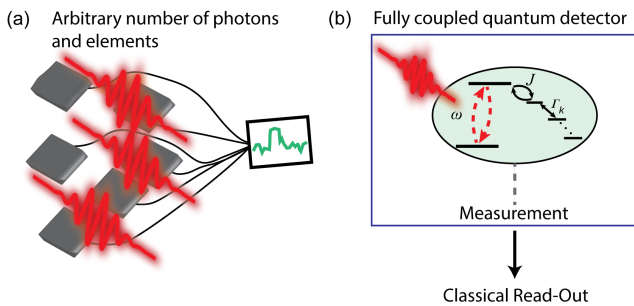 (a) Arbitrary number of photons
and elements
(b) Fully coupled quantum detector
J
Γk
ω
Measurement
Classical Read-Out